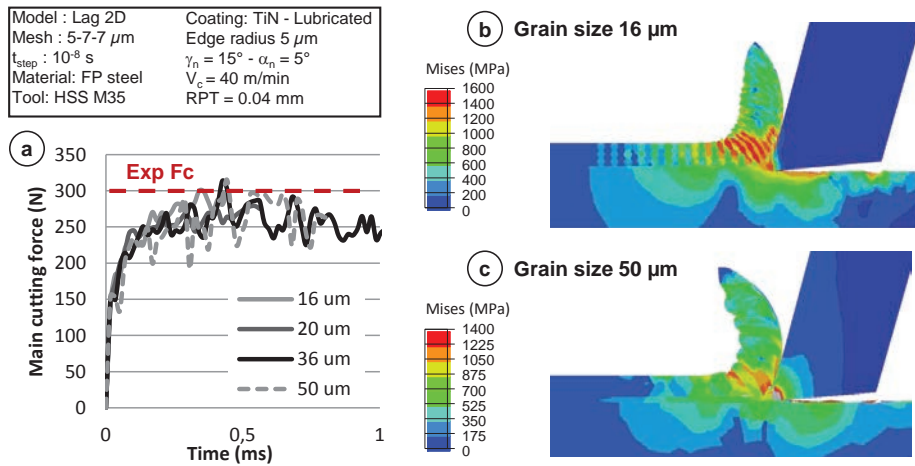 Model : Lag 2D
Mesh : 5-7-7 µm
t_step : 10⁻⁸ s
Material: FP steel
Tool: HSS M35
Coating: TiN - Lubricated
Edge radius 5 µm
γₙ = 15° - αₙ = 5°
V_c = 40 m/min
RPT = 0.04 mm
a
350
300
250
200
150
100
50
0
Main cutting force (N)
Exp Fc
16 um
20 um
36 um
50 um
0
0,5
1
Time (ms)
b Grain size 16 µm
Mises (MPa)
1600
1400
1200
1000
800
600
400
200
0
c Grain size 50 µm
Mises (MPa)
1400
1225
1050
875
700
525
350
175
0